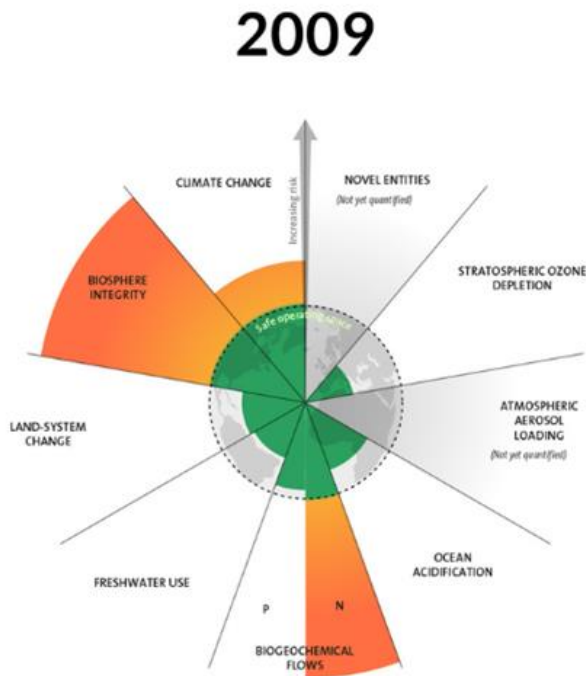 2009
CLIMATE CHANGE
Increasing risk
NOVEL ENTITIES
(Not yet quantified)
STRATOSPHERIC OZONE
DEPLETION
BIOSPHERE
INTEGRITY
Safe operating space
ATMOSPHERIC
AEROSOL
LOADING
(Not yet quantified)
LAND-SYSTEM
CHANGE
OCEAN
ACIDIFICATION
FRESHWATER USE
P
N
BIOGEOCHEMICAL
FLOWS